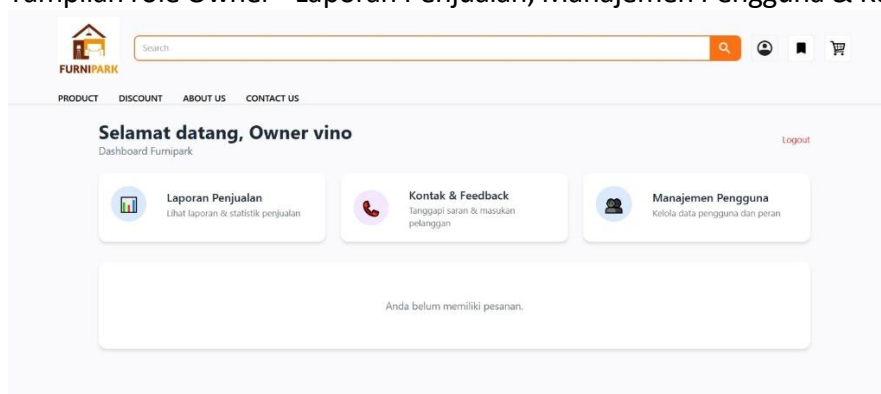 Tampilan role Owner - Laporan Penjualan, Manajemen Pengguna &
Search
FURNIPARK
PRODUCT DISCOUNT ABOUT US CONTACT US
Selamat datang, Owner vino
Logout
Dashboard Furnipark
Laporan Penjualan
Lihat laporan & statistik penjualan
Kontak & Feedback
Tanggapi saran & masukan
pelanggan
Manajemen Pengguna
Kelola data pengguna dan peran
Anda belum memiliki pesanan.